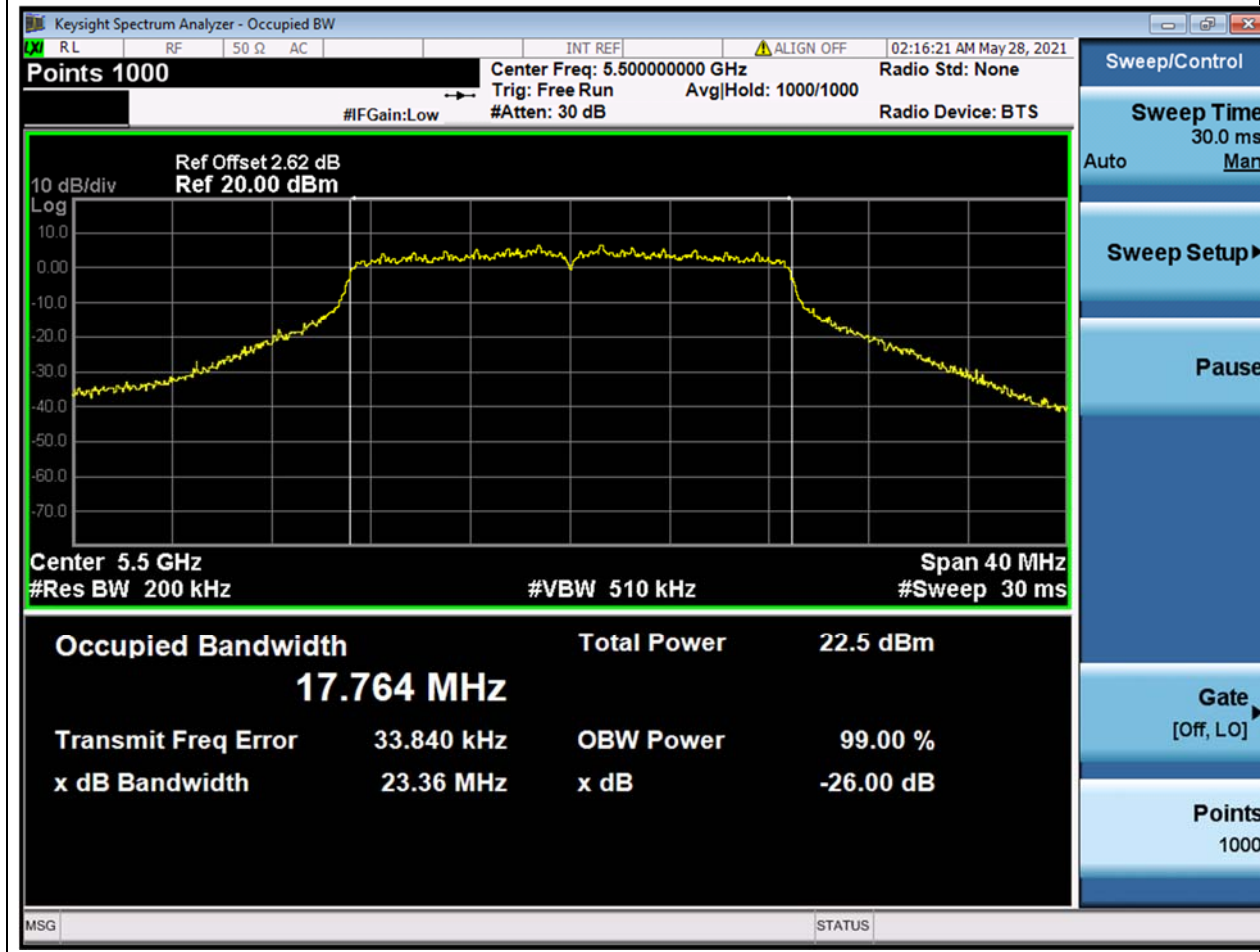 Keysight Spectrum Analyzer - Occupied BW
LXI RL RF 50 Ω AC INT REF ALIGN OFF 02:16:21 AM May 28, 2021
Points 1000
Center Freq: 5.500000000 GHz Radio Std: None
Trig: Free Run Avg|Hold: 1000/1000
#IFGain:Low #Atten: 30 dB Radio Device: BTS
Ref Offset 2.62 dB
10 dB/div Ref 20.00 dBm
Log
10.0
0.00
-10.0
-20.0
-30.0
-40.0
-50.0
-60.0
-70.0
Center 5.5 GHz Span 40 MHz
#Res BW 200 kHz #VBW 510 kHz #Sweep 30 ms
Occupied Bandwidth Total Power 22.5 dBm
17.764 MHz
Transmit Freq Error 33.840 kHz OBW Power 99.00 %
x dB Bandwidth 23.36 MHz x dB -26.00 dB
MSG STATUS
Sweep/Control
Sweep Time
30.0 ms
Auto Man
Sweep Setup
Pause
Gate
[Off, LO]
Points
1000